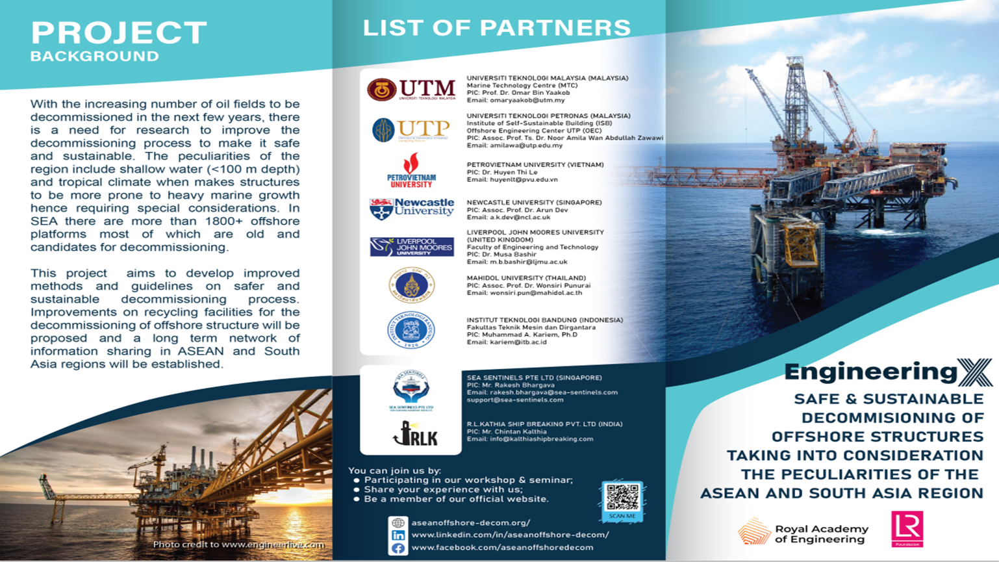 PROJECT
BACKGROUND
With the increasing number of oil fields to be
decommissioned in the next few years, there
is a need for research to improve the
decommissioning process to make it safe
and sustainable. The peculiarities of the
region include shallow water (<100 m depth)
and tropical climate when makes structures
to be more prone to heavy marine growth
hence requiring special considerations. In
SEA there are more than 1800+ offshore
platforms most of which are old and
candidates for decommissioning.
This project aims to develop improved
methods and guidelines on safer and
sustainable decommissioning process.
Improvements on recycling facilities for the
decommissioning of offshore structure will be
proposed and a long term network of
information sharing in ASEAN and South
Asia regions will be established.
Photo credit to www.engineerlive.com
LIST OF PARTNERS
UTM
UNIVERSITI TEKNOLOGI MALAYSIA
UNIVERSITI TEKNOLOGI MALAYSIA (MALAYSIA)
Marine Technology Centre (MTC)
PIC: Prof. Dr. Omar Bin Yaakob
Email: omaryaakob@utm.my
UTP
UNIVERSITI TEKNOLOGI PETRONAS (MALAYSIA)
Institute of Self-Sustainable Building (ISB)
Offshore Engineering Center UTP (OEC)
PIC: Assoc. Prof. Ts. Dr. Noor Amila Wan Abdullah Zawawi
Email: amilawa@utp.edu.my
PETROVIETNAM
UNIVERSITY
PETROVIETNAM UNIVERSITY (VIETNAM)
PIC: Dr. Huyen Thi Le
Email: huyenlt@pvu.edu.vn
Newcastle
University
NEWCASTLE UNIVERSITY (SINGAPORE)
PIC: Assoc. Prof. Dr. Arun Dev
Email: a.k.dev@ncl.ac.uk
LIVERPOOL
JOHN MOORES
UNIVERSITY
LIVERPOOL JOHN MOORES UNIVERSITY
(UNITED KINGDOM)
Faculty of Engineering and Technology
PIC: Dr. Musa Bashir
Email: m.b.bashir@ljmu.ac.uk
MAHIDOL UNIVERSITY (THAILAND)
PIC: Assoc. Prof. Dr. Wonsiri Punurai
Email: wonsiri.pun@mahidol.ac.th
INSTITUT TEKNOLOGI BANDUNG
1920
INSTITUT TEKNOLOGI BANDUNG (INDONESIA)
Fakultas Teknik Mesin dan Dirgantara
PIC: Muhammad A. Kariem, Ph.D
Email: kariem@itb.ac.id
SEA SENTINELS
SEA SENTINELS PTE LTD
SEA SENTINELS PTE LTD (SINGAPORE)
PIC: Mr. Rakesh Bhargava
Email: rakesh.bhargava@sea-sentinels.com
support@sea-sentinels.com
RLK
R.L.KATHIA SHIP BREAKING PVT. LTD (INDIA)
PIC: Mr. Chintan Kalthia
Email: info@kalthiashipbreaking.com
You can join us by:
● Participating in our workshop & seminar;
● Share your experience with us;
● Be a member of our official website.
SCAN ME
aseanoffshore-decom.org/
www.linkedin.com/in/aseanoffshore-decom/
www.facebook.com/aseanoffshoredecom
EngineeringX
SAFE & SUSTAINABLE
DECOMMISIONING OF
OFFSHORE STRUCTURES
TAKING INTO CONSIDERATION
THE PECULIARITIES OF THE
ASEAN AND SOUTH ASIA REGION
Royal Academy
of Engineering
LR
Foundation